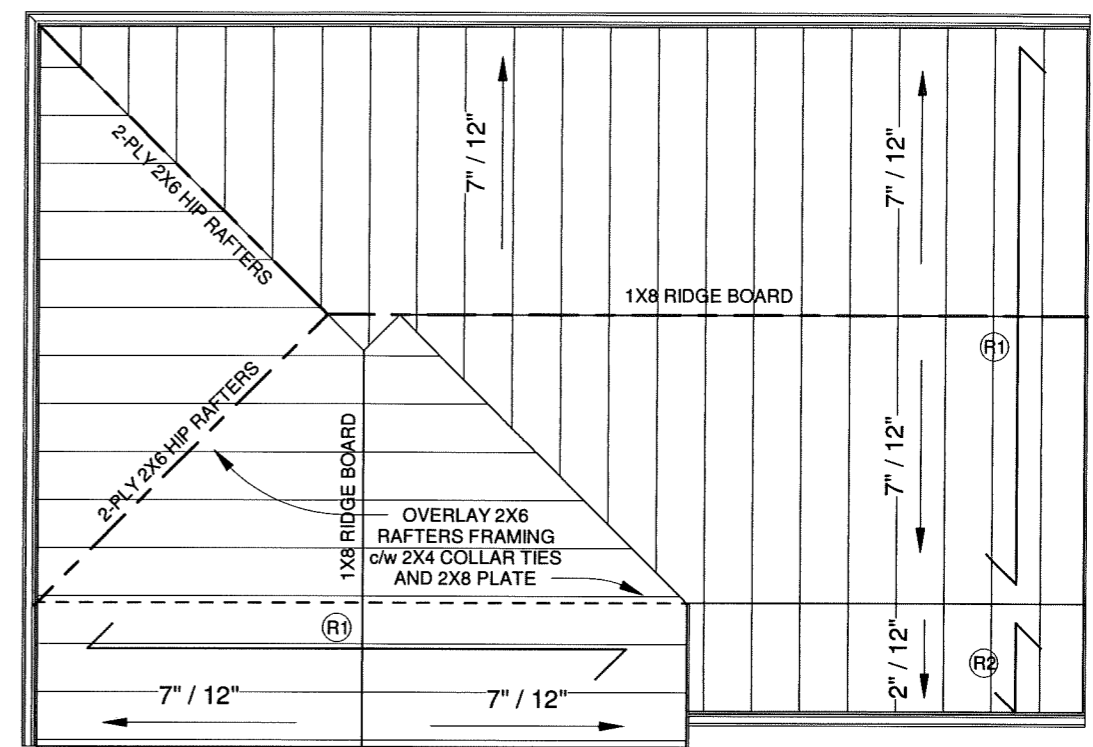 7" / 12"
7" / 12"
2-PLY 2X6 HIP RAFTERS
1X8 RIDGE BOARD
R1
2-PLY 2X6 HIP RAFTERS
1X8 RIDGE BOARD
7" / 12"
OVERLAY 2X6
RAFTERS FRAMING
c/w 2X4 COLLAR TIES
AND 2X8 PLATE
R1
R2
2" / 12"
7" / 12"
7" / 12"